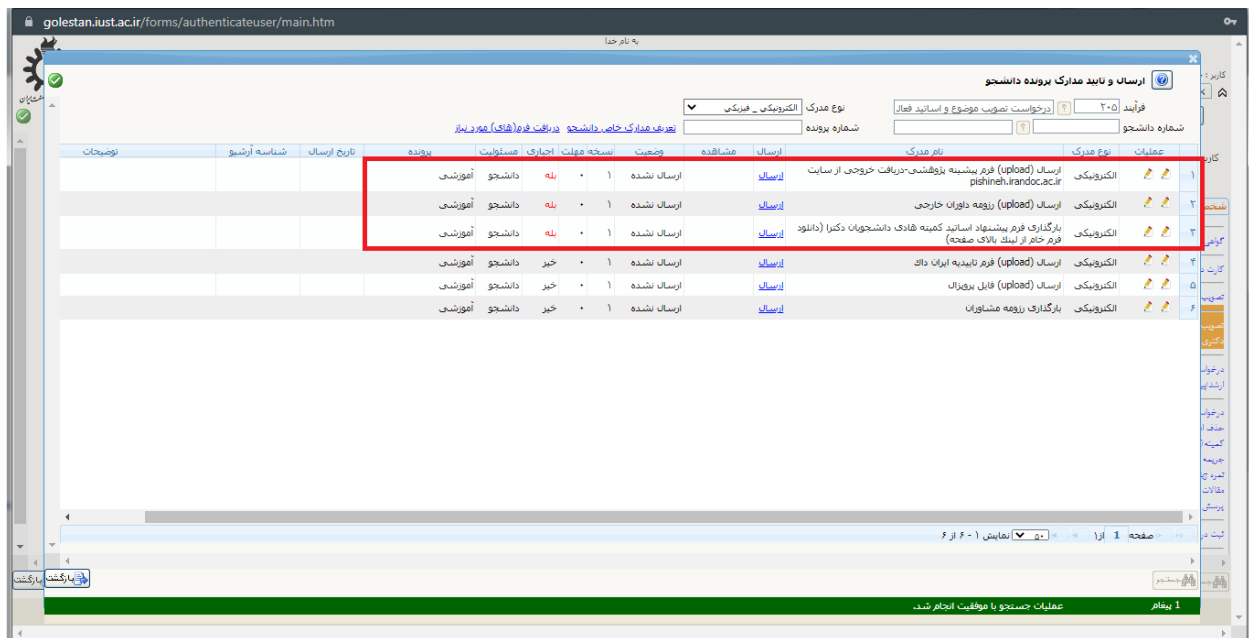 golestan.iust.ac.ir/forms/authenticateuser/main.htm
به نام خدا
کاربر :
ارسال و تایید مدارک پرونده دانشجو
فرآیند ۲۰۵ ? درخواست تصویب موضوع و اساتید فعال نوع مدرک الکترونیکی _ فیزیکی
شماره دانشجو ? شماره پرونده تعریف مدارک خاص دانشجو دریافت فرم(های) مورد نیاز
عملیات نوع مدرک نام مدرک ارسال مشاهده وضعیت نسخه مهلت اجباری مسئولیت پرونده تاریخ ارسال شناسه آرشیو توضیحات
۱ الکترونیکی ارسال (upload) فرم پیشینه پژوهشی-دریافت خروجی از سایت pishineh.irandoc.ac.ir ارسال ارسال نشده ۱ ۰ بله دانشجو آموزشی
۲ الکترونیکی ارسال (upload) رزومه داوران خارجی ارسال ارسال نشده ۱ ۰ بله دانشجو آموزشی
۳ الکترونیکی بارگذاری فرم پیشنهاد اساتید کمیته هادی دانشجویان دکترا (دانلود فرم خام از لینک بالای صفحه) ارسال ارسال نشده ۱ ۰ بله دانشجو آموزشی
۴ الکترونیکی ارسال (upload) فرم تاییدیه ایران داک ارسال ارسال نشده ۱ ۰ خیر دانشجو آموزشی
۵ الکترونیکی ارسال (upload) فایل پروپزال ارسال ارسال نشده ۱ ۰ خیر دانشجو آموزشی
۶ الکترونیکی بارگذاری رزومه مشاوران ارسال ارسال نشده ۱ ۰ خیر دانشجو آموزشی
صفحه 1 از ۱ ۵۰ نمایش ۱ - ۶ از ۶
جستجو بازگشت بازگشت
1 پیغام عملیات جستجو با موفقیت انجام شد.